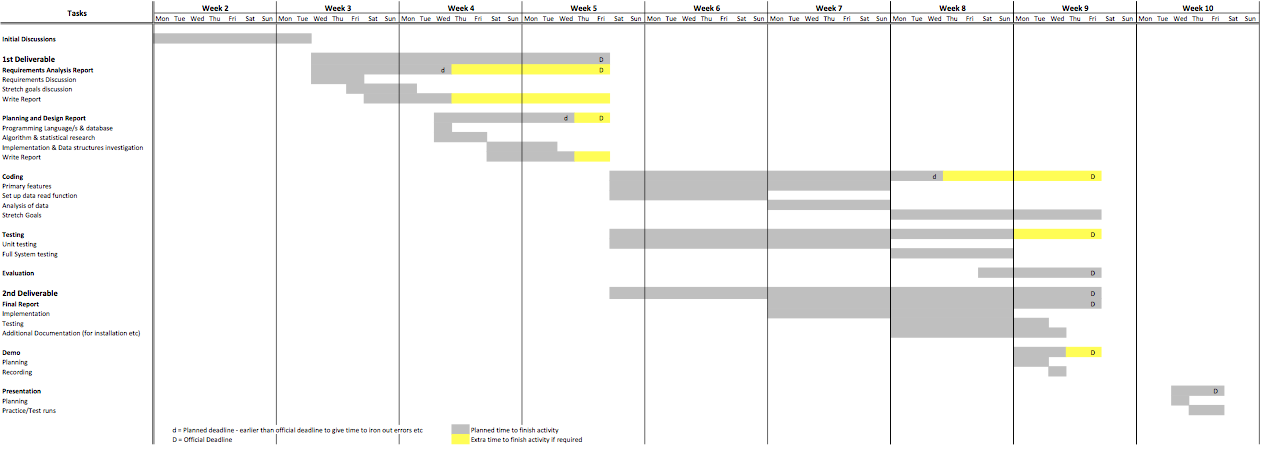 Tasks Week 2 Week 3 Week 4 Week 5 Week 6 Week 7 Week 8 Week 9 Week 10
Mon Tue Wed Thu Fri Sat Sun Mon Tue Wed Thu Fri Sat Sun Mon Tue Wed Thu Fri Sat Sun Mon Tue Wed Thu Fri Sat Sun Mon Tue Wed Thu Fri Sat Sun Mon Tue Wed Thu Fri Sat Sun Mon Tue Wed Thu Fri Sat Sun Mon Tue Wed Thu Fri Sat Sun Mon Tue Wed Thu Fri Sat Sun
Initial Discussions
1st Deliverable D
Requirements Analysis Report d D
Requirements Discussion
Stretch goals discussion
Write Report
Planning and Design Report d D
Programming Language/s & database
Algorithm & statistical research
Implementation & Data structures investigation
Write Report
Coding d D
Primary features
Set up data read function
Analysis of data
Stretch Goals
Testing D
Unit testing
Full System testing
Evaluation D
2nd Deliverable D
Final Report D
Implementation
Testing
Additional Documentation (for installation etc)
Demo D
Planning
Recording
Presentation D
Planning
Practice/Test runs
d = Planned deadline - earlier than official deadline to give time to iron out errors etc Planned time to finish activity
D = Official Deadline Extra time to finish activity if required